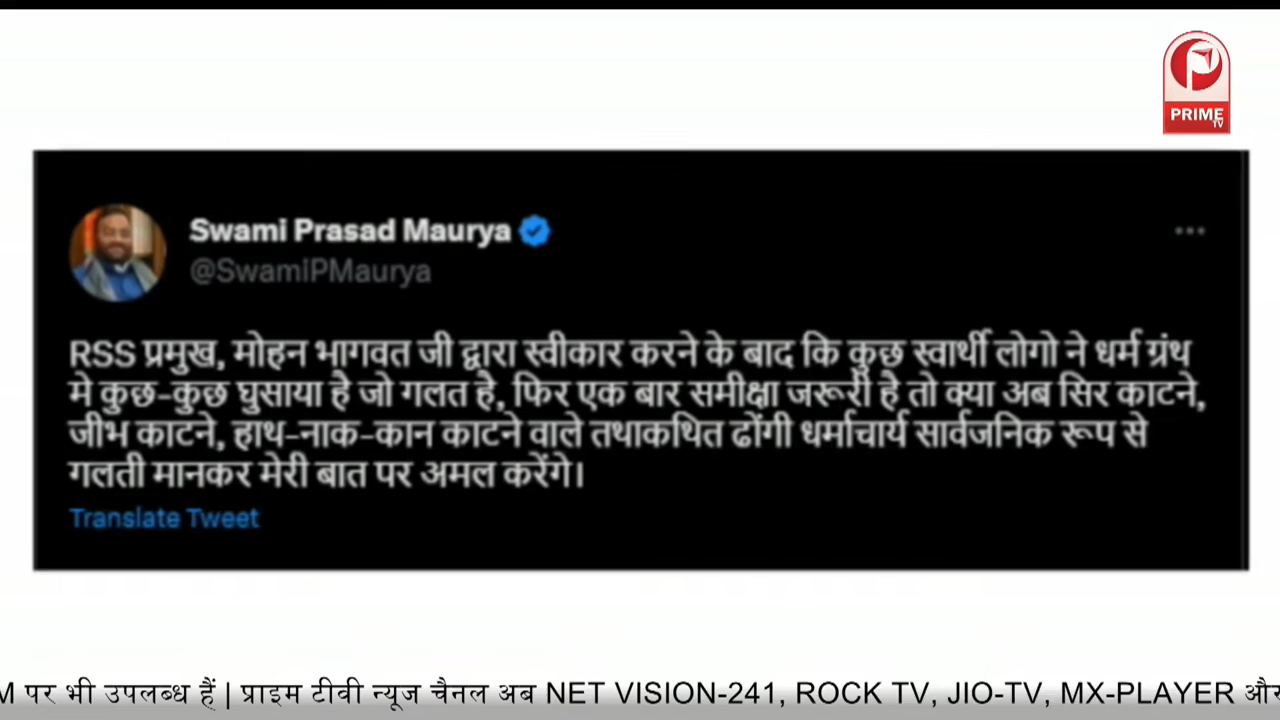 PRIME
TV
Swami Prasad Maurya
@SwamiPMaurya
RSS प्रमुख, मोहन भागवत जी द्वारा स्वीकार करने के बाद कि कुछ स्वार्थी लोगो ने धर्म ग्रंथ
मे कुछ-कुछ घुसाया है जो गलत है, फिर एक बार समीक्षा जरूरी है तो क्या अब सिर काटने,
जीभ काटने, हाथ-नाक-कान काटने वाले तथाकथित ढोंगी धर्माचार्य सार्वजनिक रूप से
गलती मानकर मेरी बात पर अमल करेंगे।
Translate Tweet
M पर भी उपलब्ध हैं | प्राइम टीवी न्यूज चैनल अब NET VISION-241, ROCK TV, JIO-TV, MX-PLAYER और